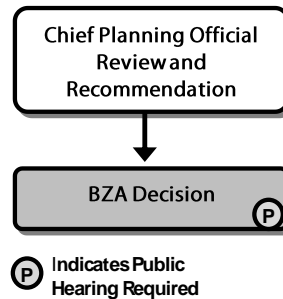 Chief Planning Official
Review and
Recommendation
BZA Decision
P
P Indicates Public
Hearing Required